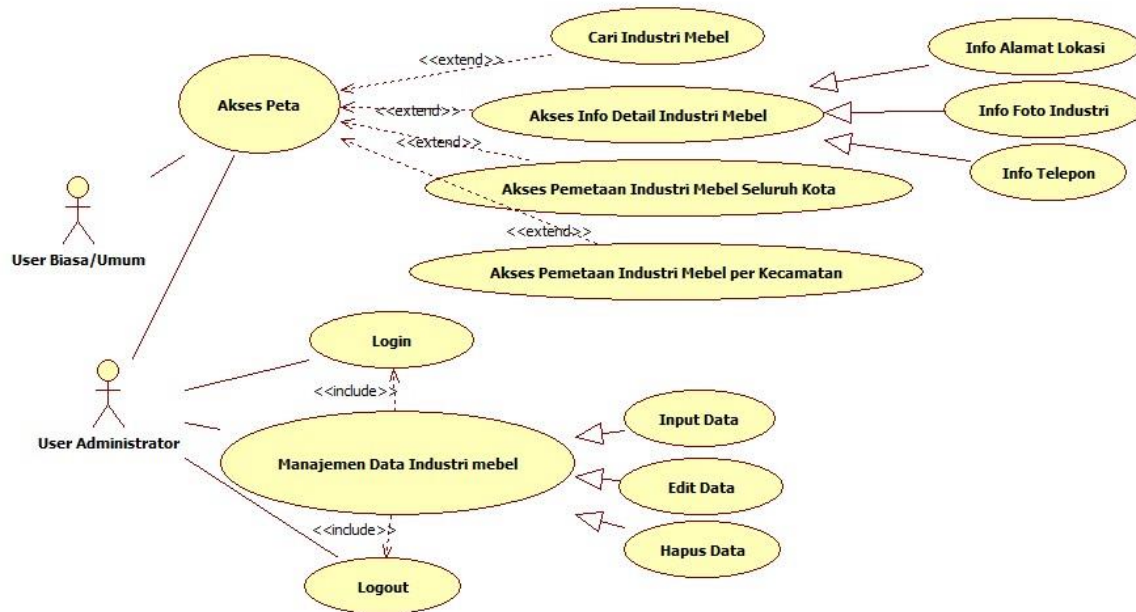 Cari Industri Mebel
Info Alamat Lokasi
<<extend>>
Akses Peta
<<extend>>
Akses Info Detail Industri Mebel
Info Foto Industri
<<extend>>
Info Telepon
Akses Pemetaan Industri Mebel Seluruh Kota
<<extend>>
User Biasa/Umum
Akses Pemetaan Industri Mebel per Kecamatan
Login
<<include>>
Input Data
User Administrator
Manajemen Data Industri mebel
Edit Data
<<include>>
Hapus Data
Logout